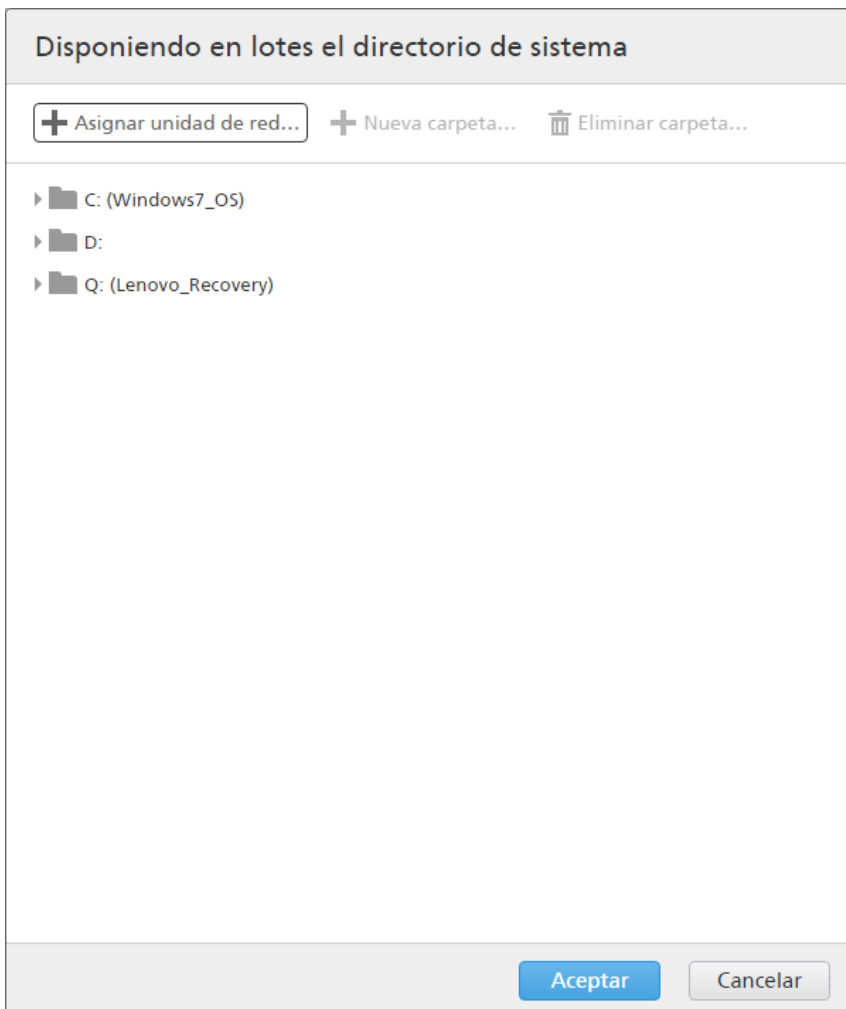 Disponiendo en lotes el directorio de sistema
Asignar unidad de red... Nueva carpeta... Eliminar carpeta...
C: (Windows7_OS)
D:
Q: (Lenovo_Recovery)
Aceptar Cancelar